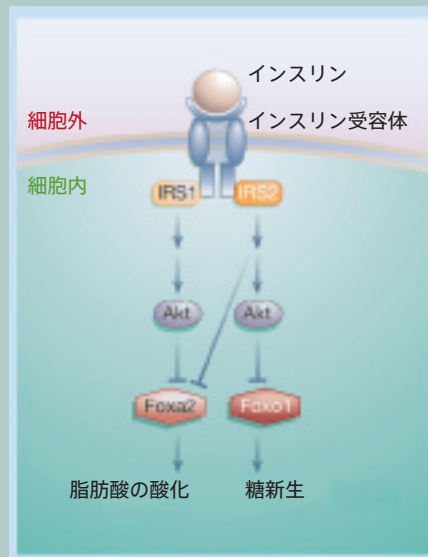 インスリン
細胞外
インスリン受容体
細胞内
IRS1
IRS2
Akt
Akt
Foxa2
Foxo1
脂肪酸の酸化
糖新生